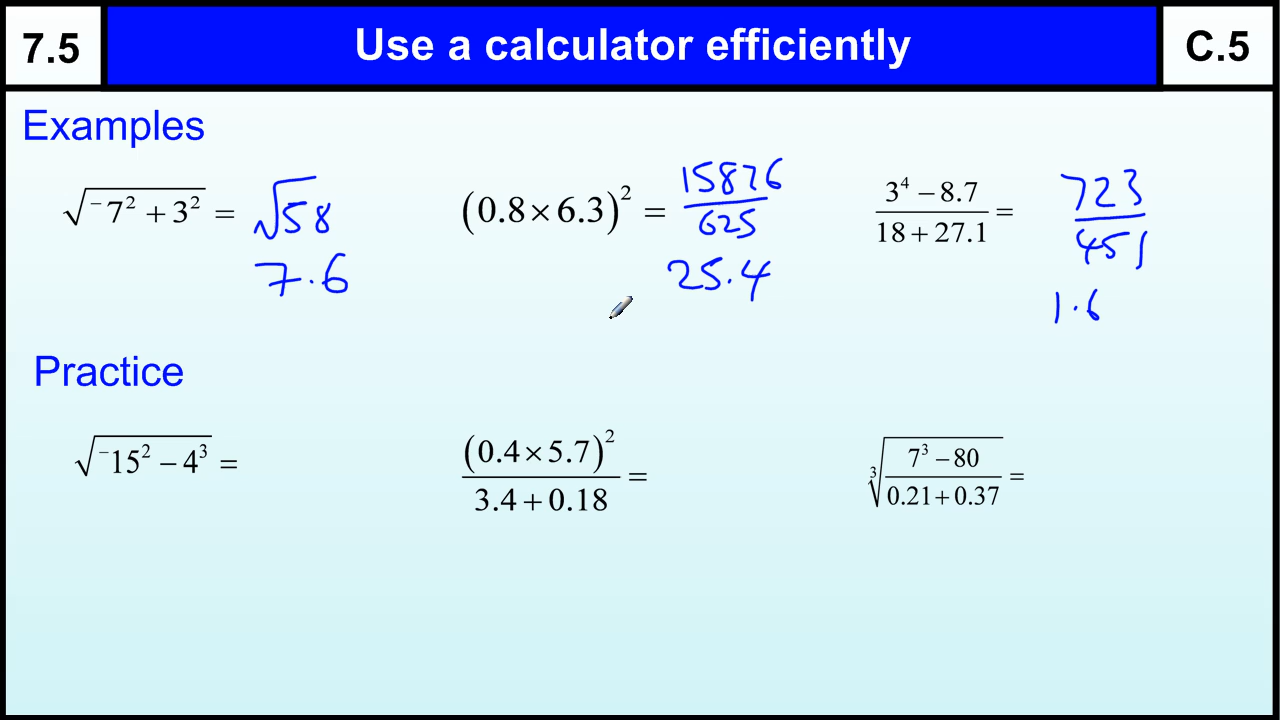 7.5 Use a calculator efficiently C.5
Examples
√(⁻7² + 3²) = √58
7.6
(0.8 × 6.3)² = 15876/625
25.4
(3⁴ − 8.7)/(18 + 27.1) = 723/451
1.6
Practice
√(⁻15² − 4³) =
(0.4 × 5.7)²/(3.4 + 0.18) =
∛((7³ − 80)/(0.21 + 0.37)) =